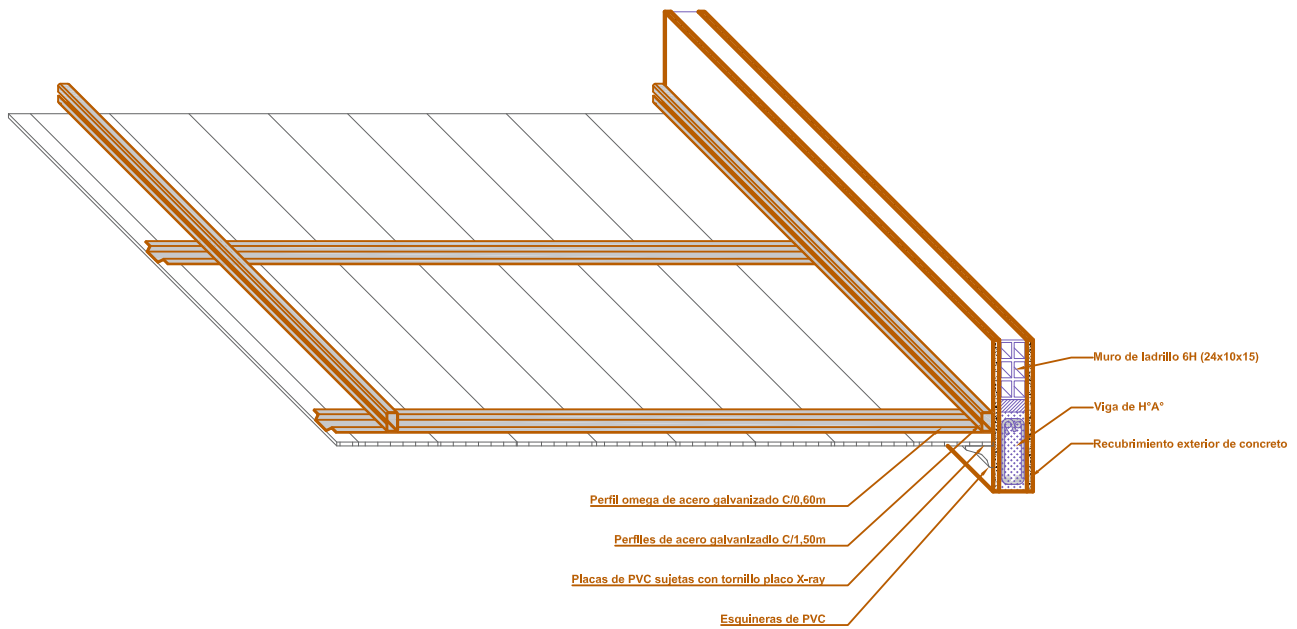 Muro de ladrillo 6H (24x10x15)
Viga de H°A°
Recubrimiento exterior de concreto
Perfil omega de acero galvanizado C/0,60m
Perfiles de acero galvanizadlo C/1,50m
Placas de PVC sujetas con tornillo placo X-ray
Esquineras de PVC